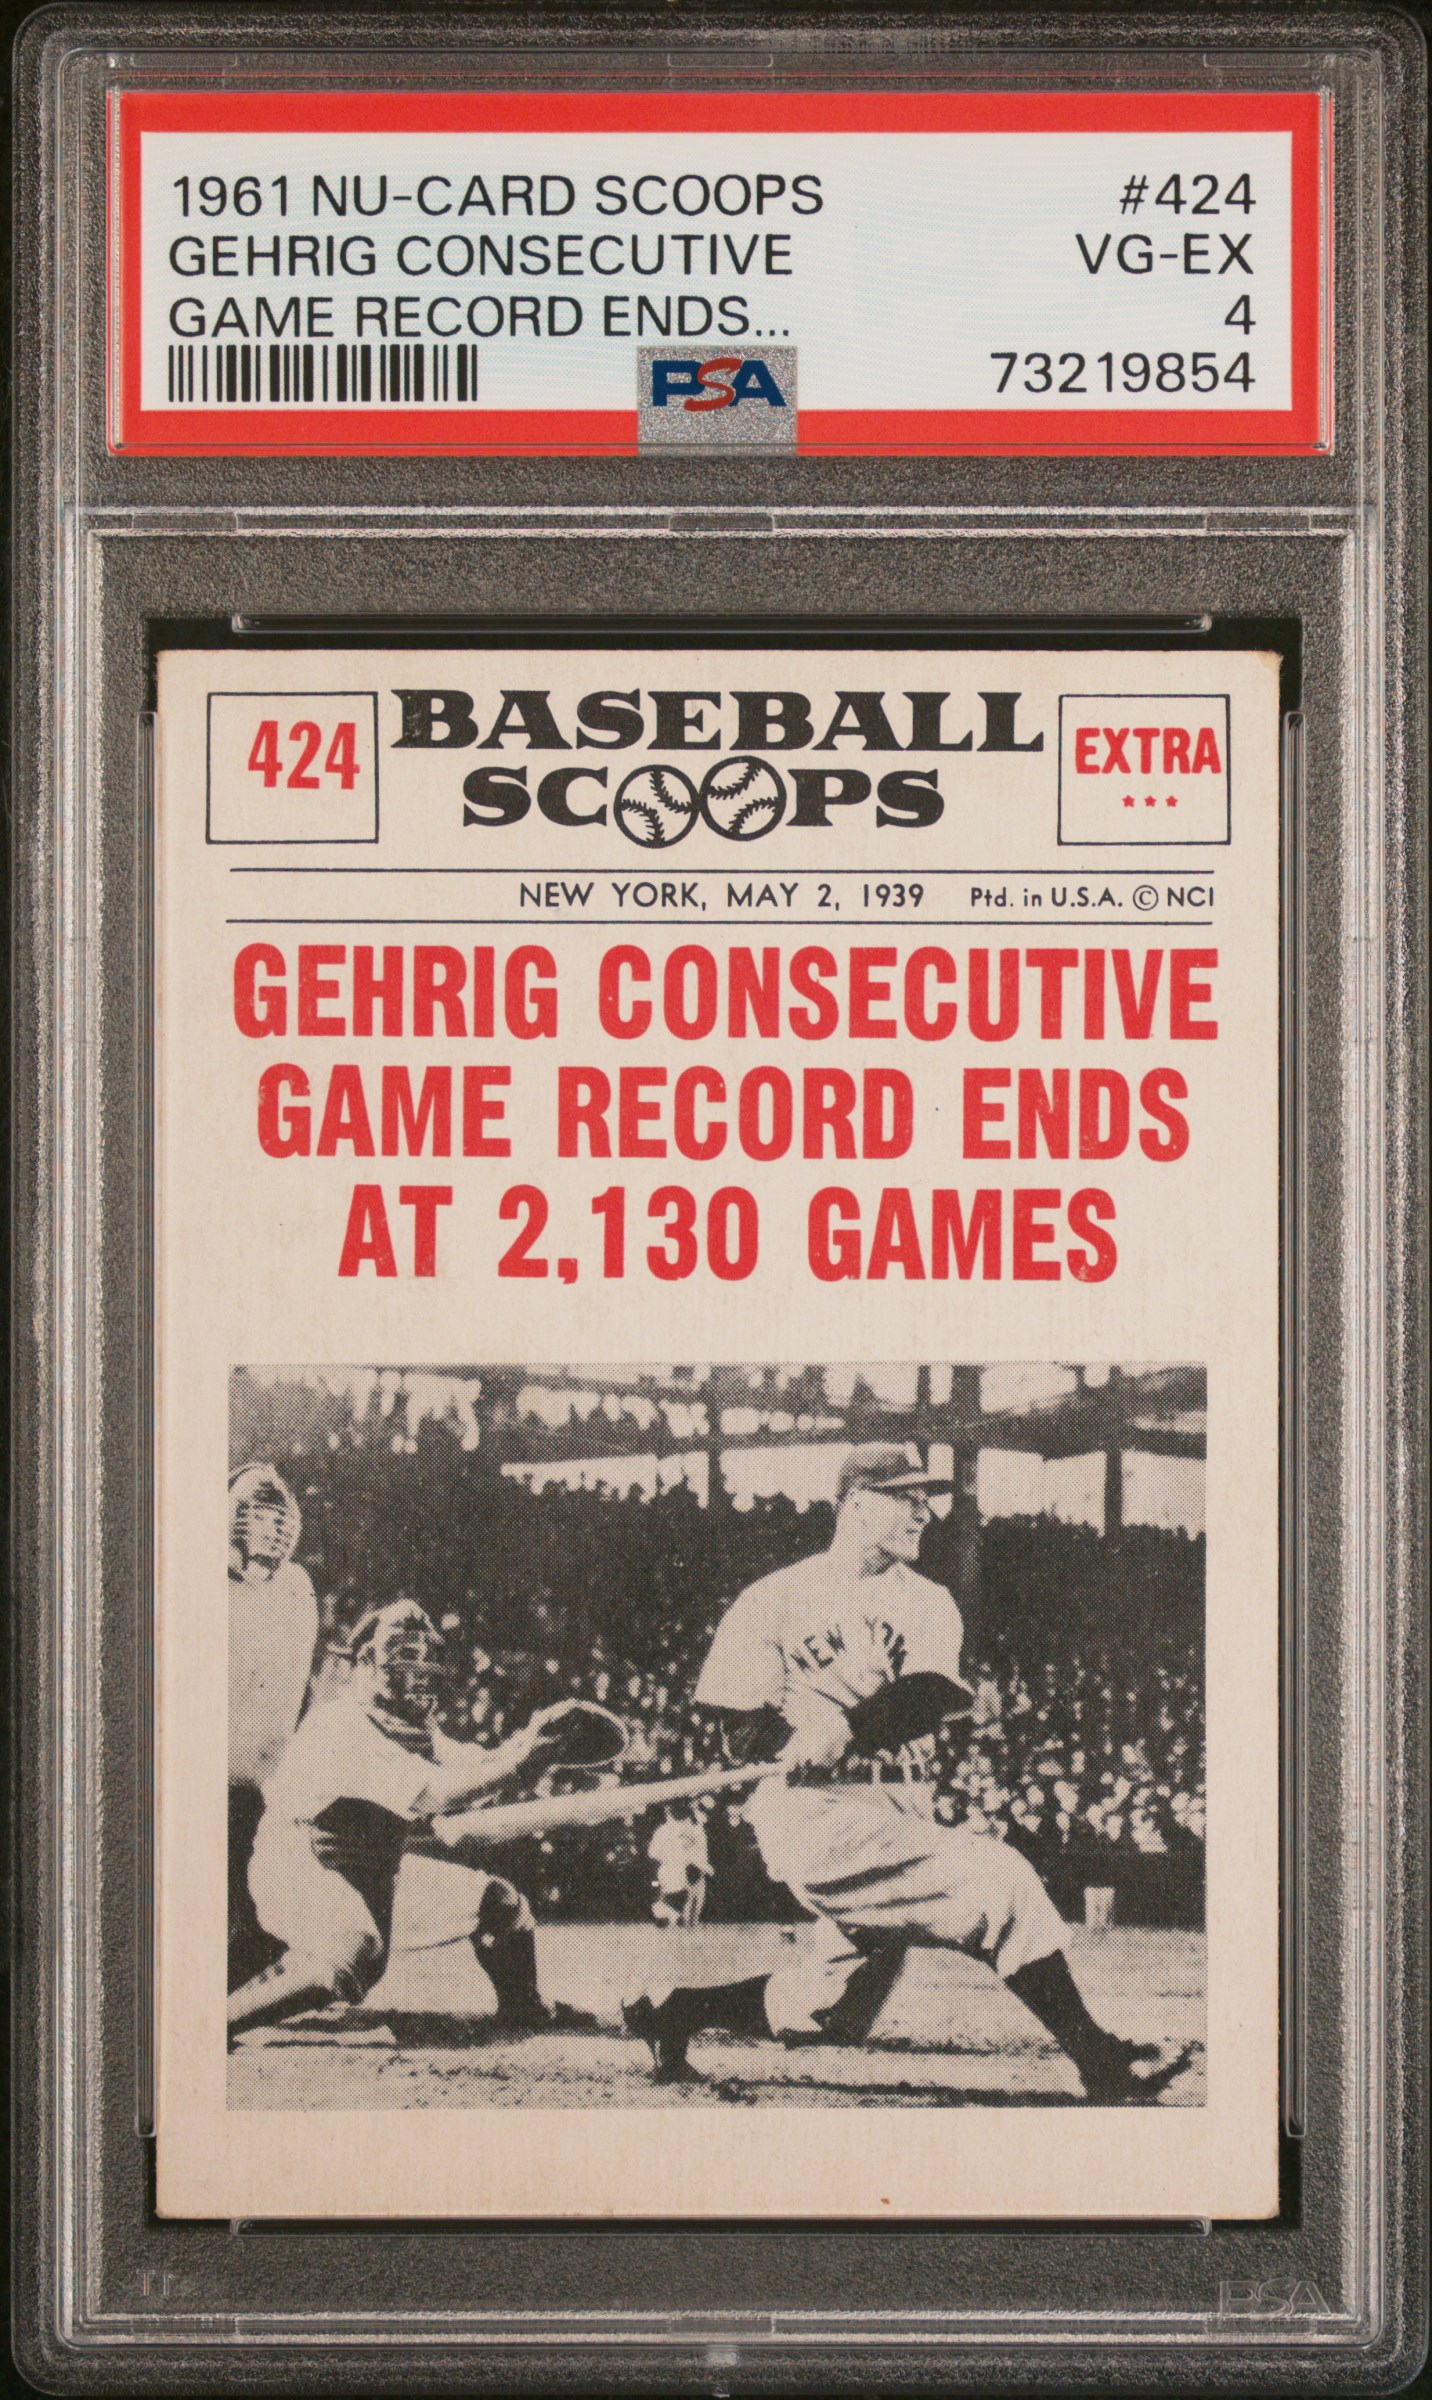 1961 NU-CARD SCOOPS #424
GEHRIG CONSECUTIVE VG-EX
GAME RECORD ENDS... 4
PSA 73219854
424 BASEBALL EXTRA
SCOOPS ***
NEW YORK, MAY 2, 1939 Ptd. in U.S.A. © NCI
GEHRIG CONSECUTIVE
GAME RECORD ENDS
AT 2,130 GAMES
NEW YORK
PSA